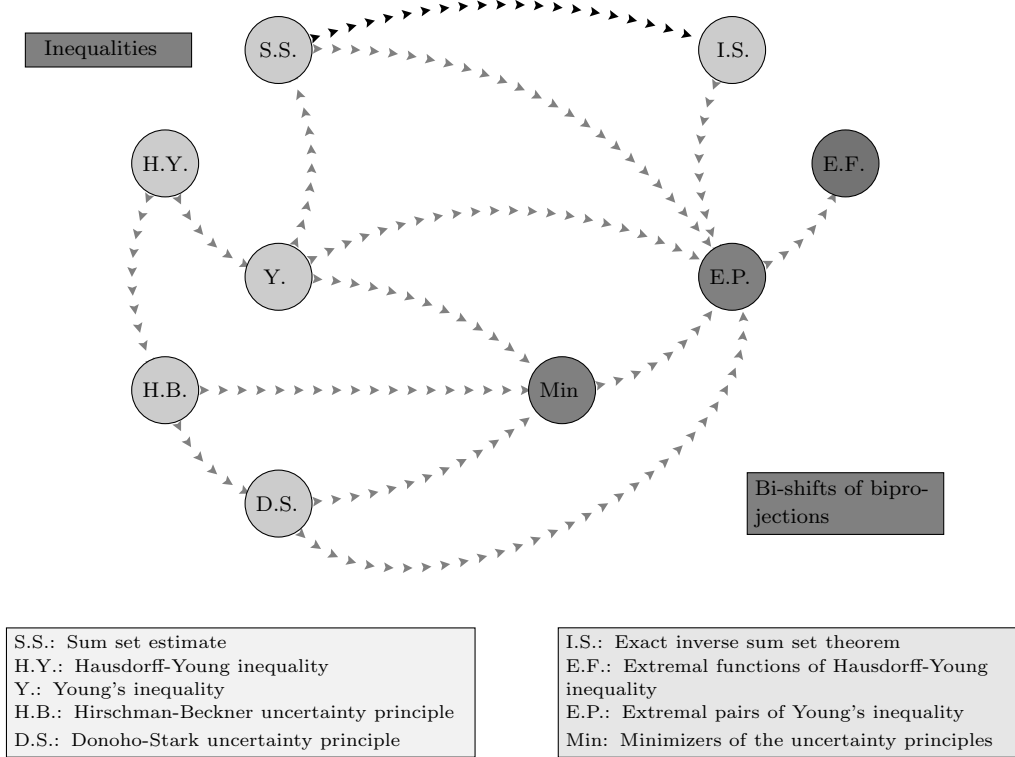 Inequalities
S.S.
I.S.
H.Y.
E.F.
Y.
E.P.
H.B.
Min
D.S.
Bi-shifts of bipro-
jections
S.S.: Sum set estimate
H.Y.: Hausdorff-Young inequality
Y.: Young's inequality
H.B.: Hirschman-Beckner uncertainty principle
D.S.: Donoho-Stark uncertainty principle
I.S.: Exact inverse sum set theorem
E.F.: Extremal functions of Hausdorff-Young
inequality
E.P.: Extremal pairs of Young's inequality
Min: Minimizers of the uncertainty principles